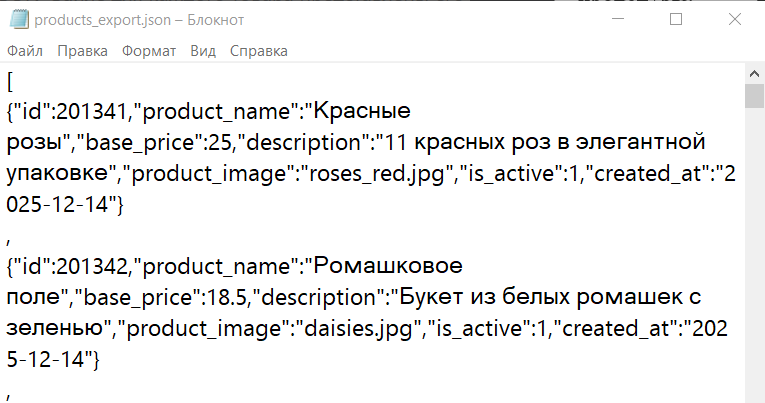 products_export.json – Блокнот
Файл Правка Формат Вид Справка
[
{"id":201341,"product_name":"Красные
розы","base_price":25,"description":"11 красных роз в элегантной
упаковке","product_image":"roses_red.jpg","is_active":1,"created_at":"2
025-12-14"}
,
{"id":201342,"product_name":"Ромашковое
поле","base_price":18.5,"description":"Букет из белых ромашек с
зеленью","product_image":"daisies.jpg","is_active":1,"created_at":"202
5-12-14"}
,